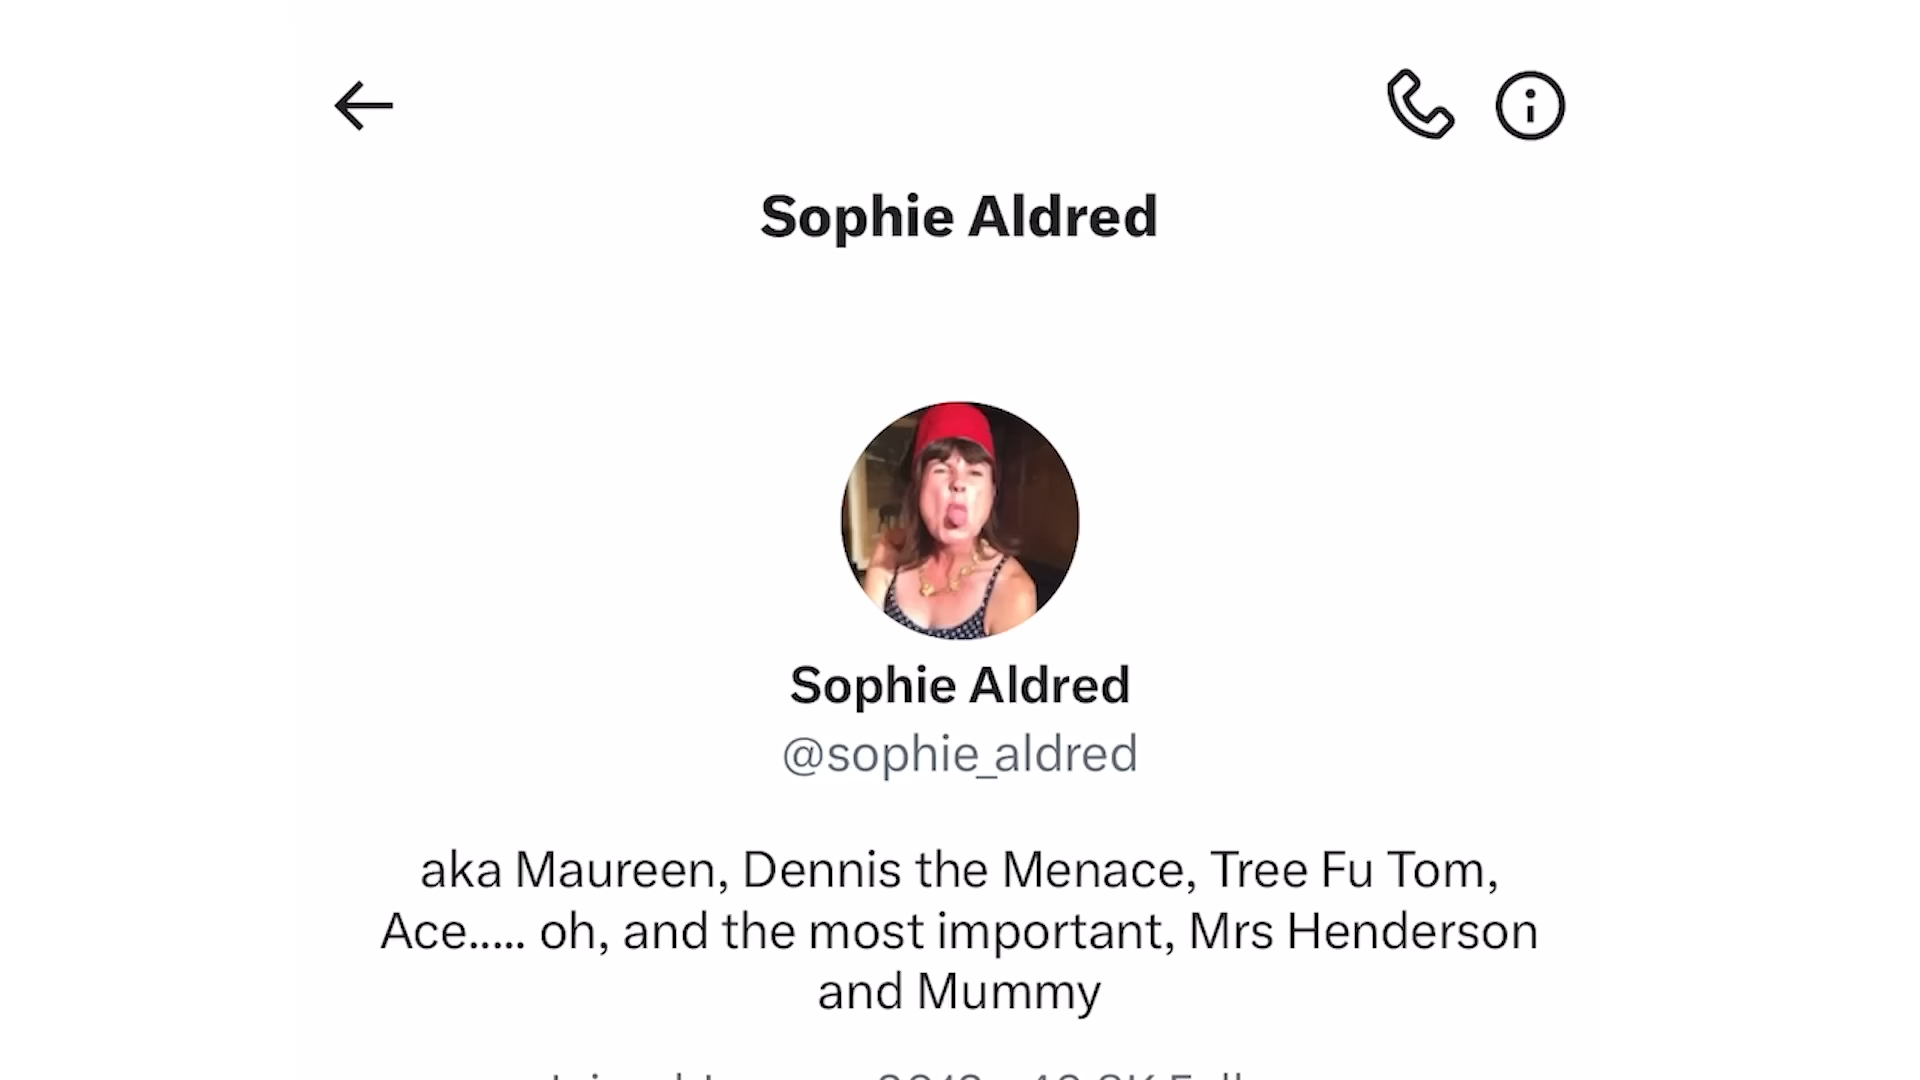 Sophie Aldred
Sophie Aldred
@sophie_aldred
aka Maureen, Dennis the Menace, Tree Fu Tom,
Ace..... oh, and the most important, Mrs Henderson
and Mummy